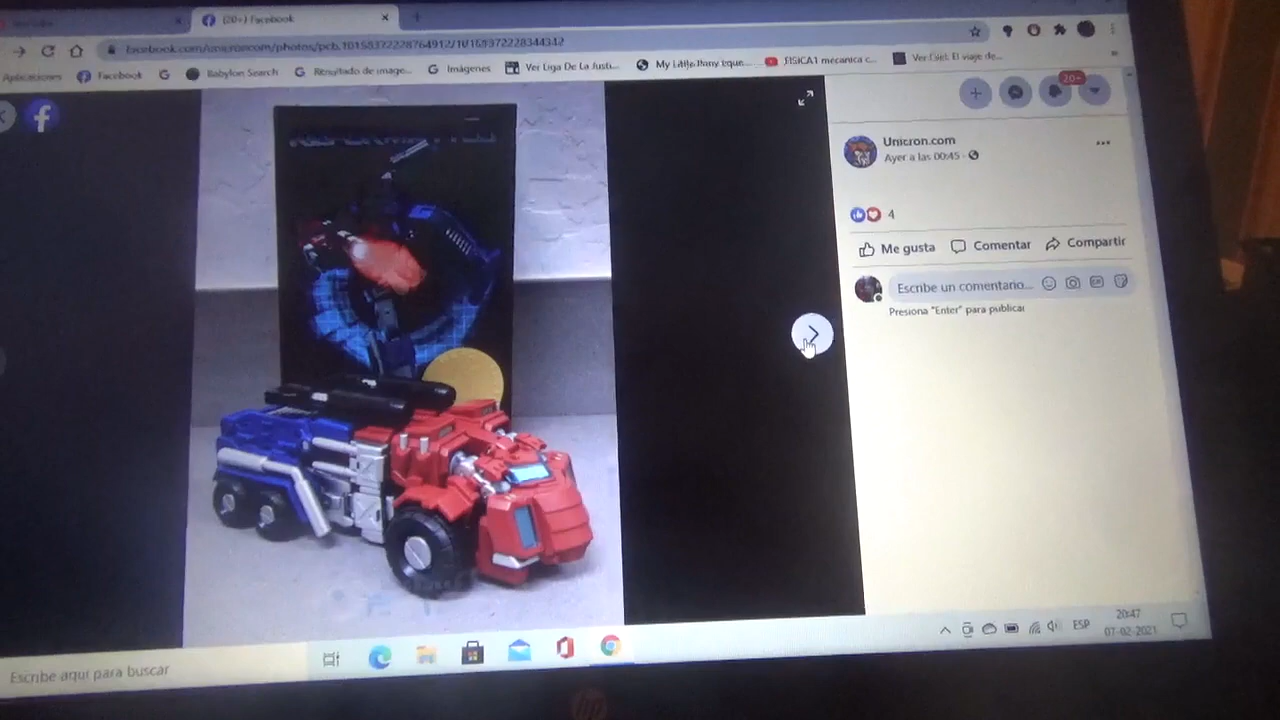 (20+) Facebook
facebook.com/unicroncom/photos/pcb.10158372228764912/10158372228344342
Aplicaciones Facebook G Babylon Search Resultado de image... Imágenes Ver Liga De La Justi... My Little Pony Eque... FISICA1 mecanica c... Ver Ciel: El viaje de...
20+
Unicron.com
Ayer a las 00:45
4
Me gusta Comentar Compartir
Escribe un comentario...
Presiona "Enter" para publicar
ESP
20:47
07-02-2021
Escribe aquí para buscar
hp